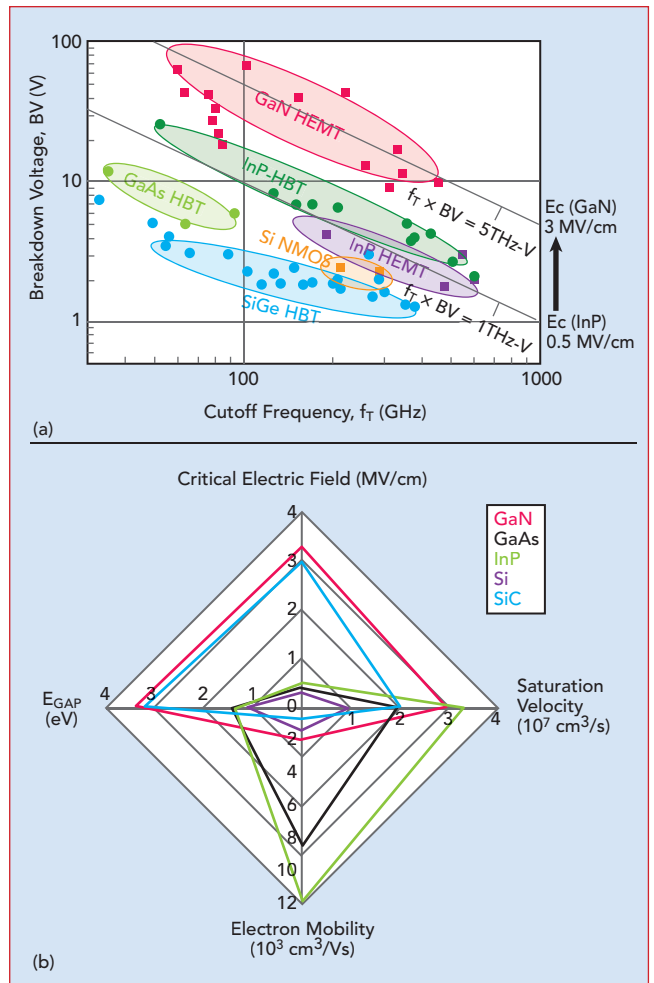 100
10
1
Breakdown Voltage, BV (V)
GaN HEMT
InP-HBT
GaAs HBT
Si NMOS
InP HEMT
SiGe HBT
fT × BV = 5THz-V
fT × BV = 1THz-V
Ec (GaN)
3 MV/cm
Ec (InP)
0.5 MV/cm
100
1000
Cutoff Frequency, fT (GHz)
(a)
Critical Electric Field (MV/cm)
GaN
GaAs
InP
Si
SiC
4
3
2
1
EGAP
(eV)
4
3
2
1
0
1
2
3
4
Saturation
Velocity
(10⁷ cm³/s)
2
4
6
8
10
12
Electron Mobility
(10³ cm³/Vs)
(b)